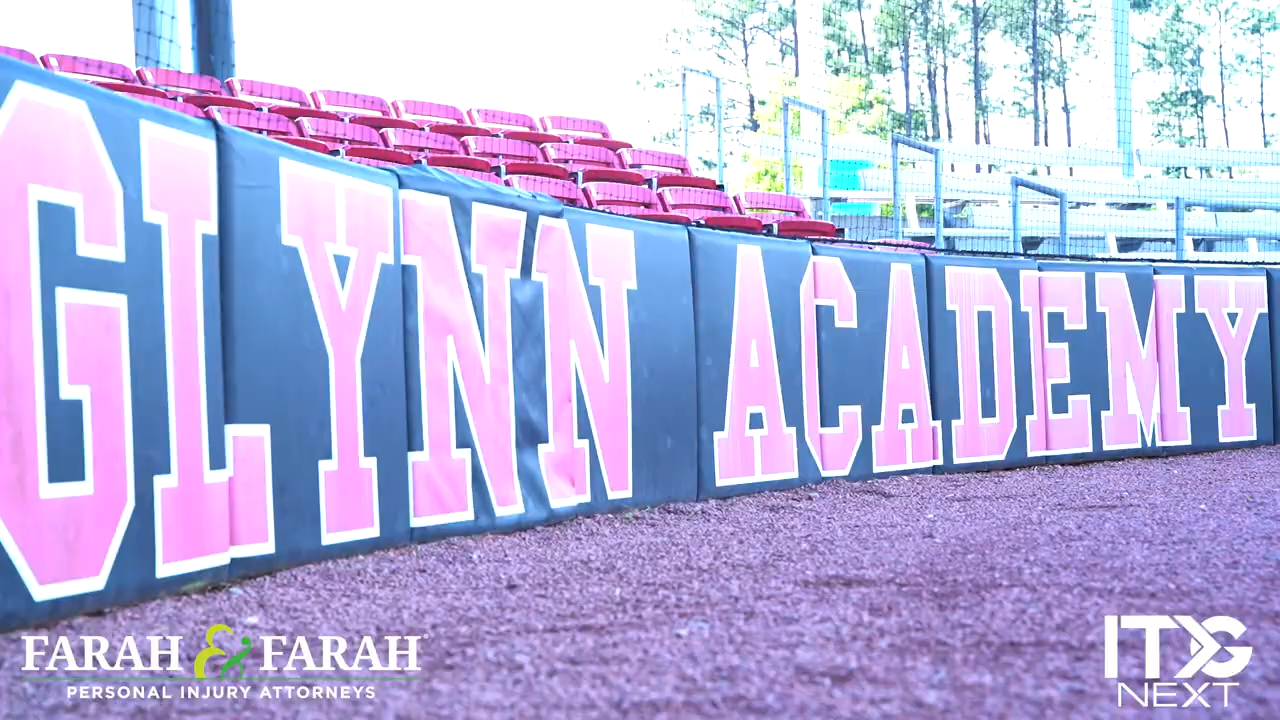 GLYNN ACADEMY
FARAH & FARAH
PERSONAL INJURY ATTORNEYS
ITG
NEXT